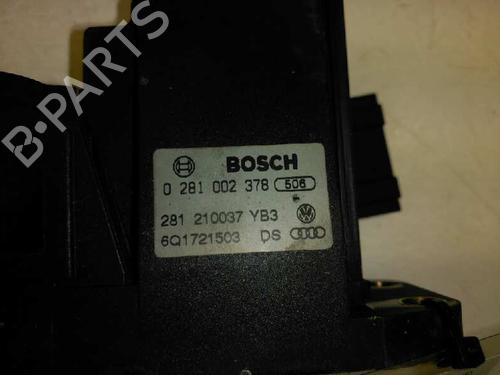 B-PARTS
BOSCH
0 281 002 378 506
281 210037 YB3
6Q1721503 DS